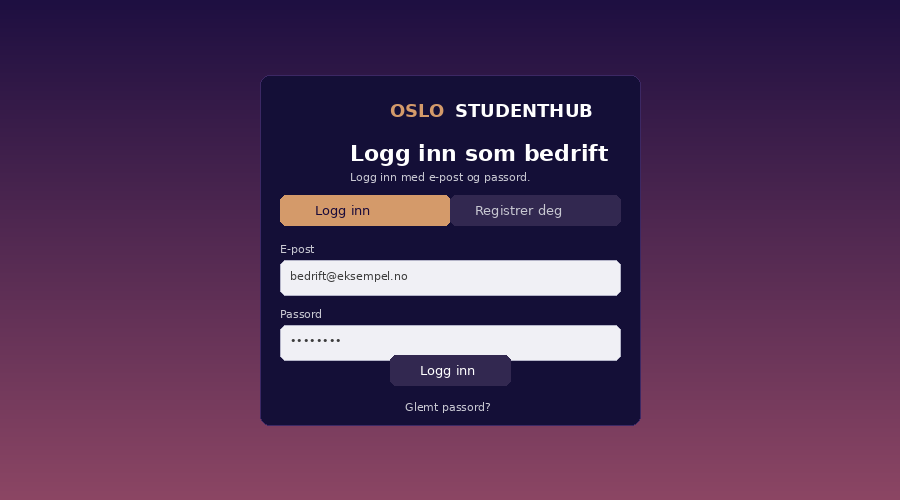 OSLO STUDENTHUB
Logg inn som bedrift
Logg inn med e-post og passord.
Logg inn Registrer deg
E-post
bedrift@eksempel.no
Passord
••••••••
Logg inn
Glemt passord?